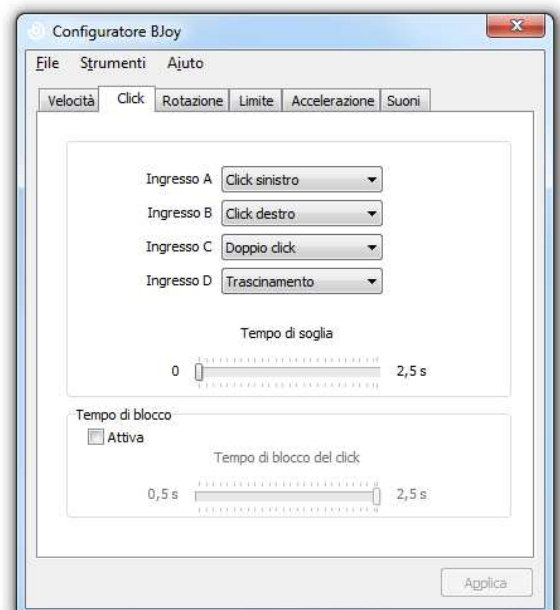 Configuratore BJoy
File Strumenti Aiuto
Velocità Click Rotazione Limite Accelerazione Suoni
Ingresso A Click sinistro
Ingresso B Click destro
Ingresso C Doppio click
Ingresso D Trascinamento
Tempo di soglia
0 2,5 s
Tempo di blocco
Attiva
Tempo di blocco del click
0,5 s 2,5 s
Applica